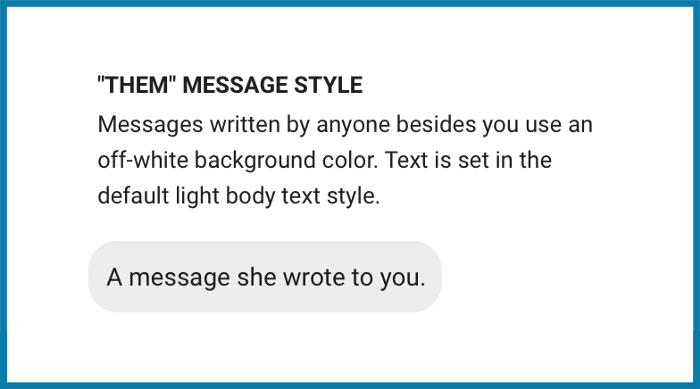 "THEM" MESSAGE STYLE
Messages written by anyone besides you use an
off-white background color. Text is set in the
default light body text style.
A message she wrote to you.